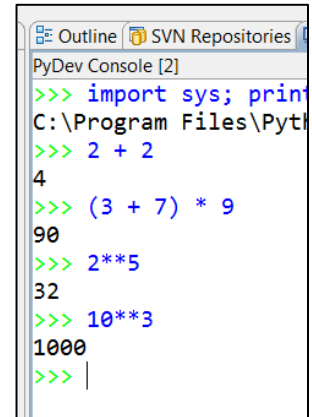 Outline SVN Repositories
PyDev Console [2]
>>> import sys; print
C:\Program Files\Pyt
>>> 2 + 2
4
>>> (3 + 7) * 9
90
>>> 2**5
32
>>> 10**3
1000
>>>